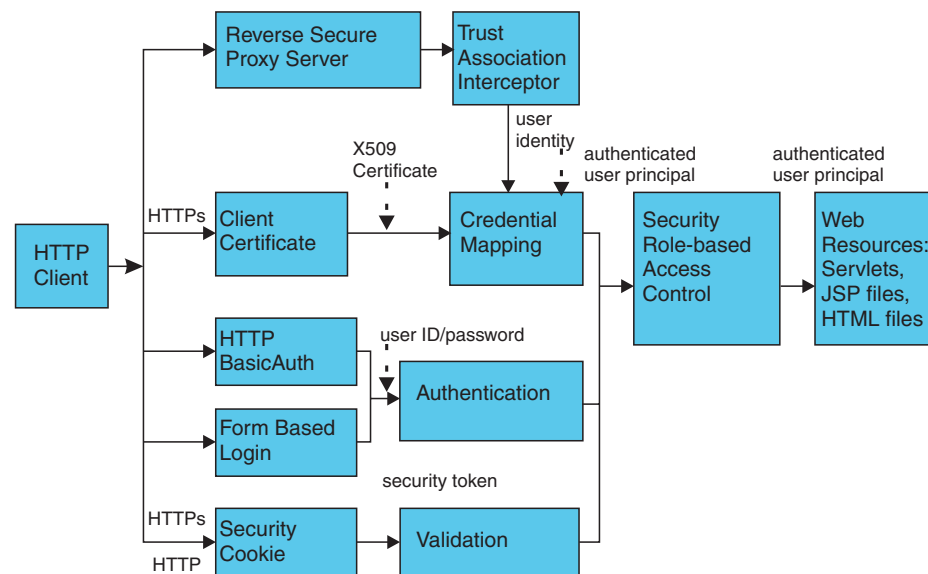 Reverse Secure
Proxy Server
Trust
Association
Interceptor
user
identity
X509
Certificate
authenticated
user principal
authenticated
user principal
HTTPs
Client
Certificate
Credential
Mapping
Security
Role-based
Access
Control
Web
Resources:
Servlets,
JSP files,
HTML files
HTTP
Client
HTTP
BasicAuth
user ID/password
Authentication
Form Based
Login
security token
HTTPs
HTTP
Security
Cookie
Validation